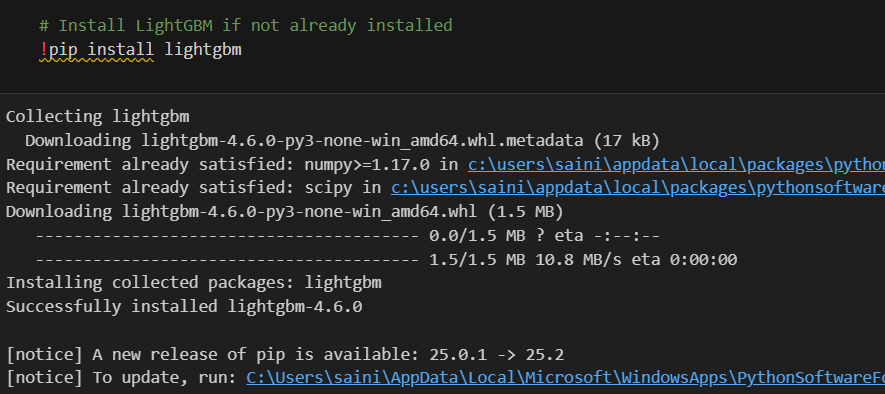 # Install LightGBM if not already installed
!pip install lightgbm
Collecting lightgbm
  Downloading lightgbm-4.6.0-py3-none-win_amd64.whl.metadata (17 kB)
Requirement already satisfied: numpy>=1.17.0 in c:\users\saini\appdata\local\packages\python
Requirement already satisfied: scipy in c:\users\saini\appdata\local\packages\pythonsoftware
Downloading lightgbm-4.6.0-py3-none-win_amd64.whl (1.5 MB)
   ---------------------------------------- 0.0/1.5 MB ? eta -:--:--
   ---------------------------------------- 1.5/1.5 MB 10.8 MB/s eta 0:00:00
Installing collected packages: lightgbm
Successfully installed lightgbm-4.6.0
[notice] A new release of pip is available: 25.0.1 -> 25.2
[notice] To update, run: C:\Users\saini\AppData\Local\Microsoft\WindowsApps\PythonSoftwareFo